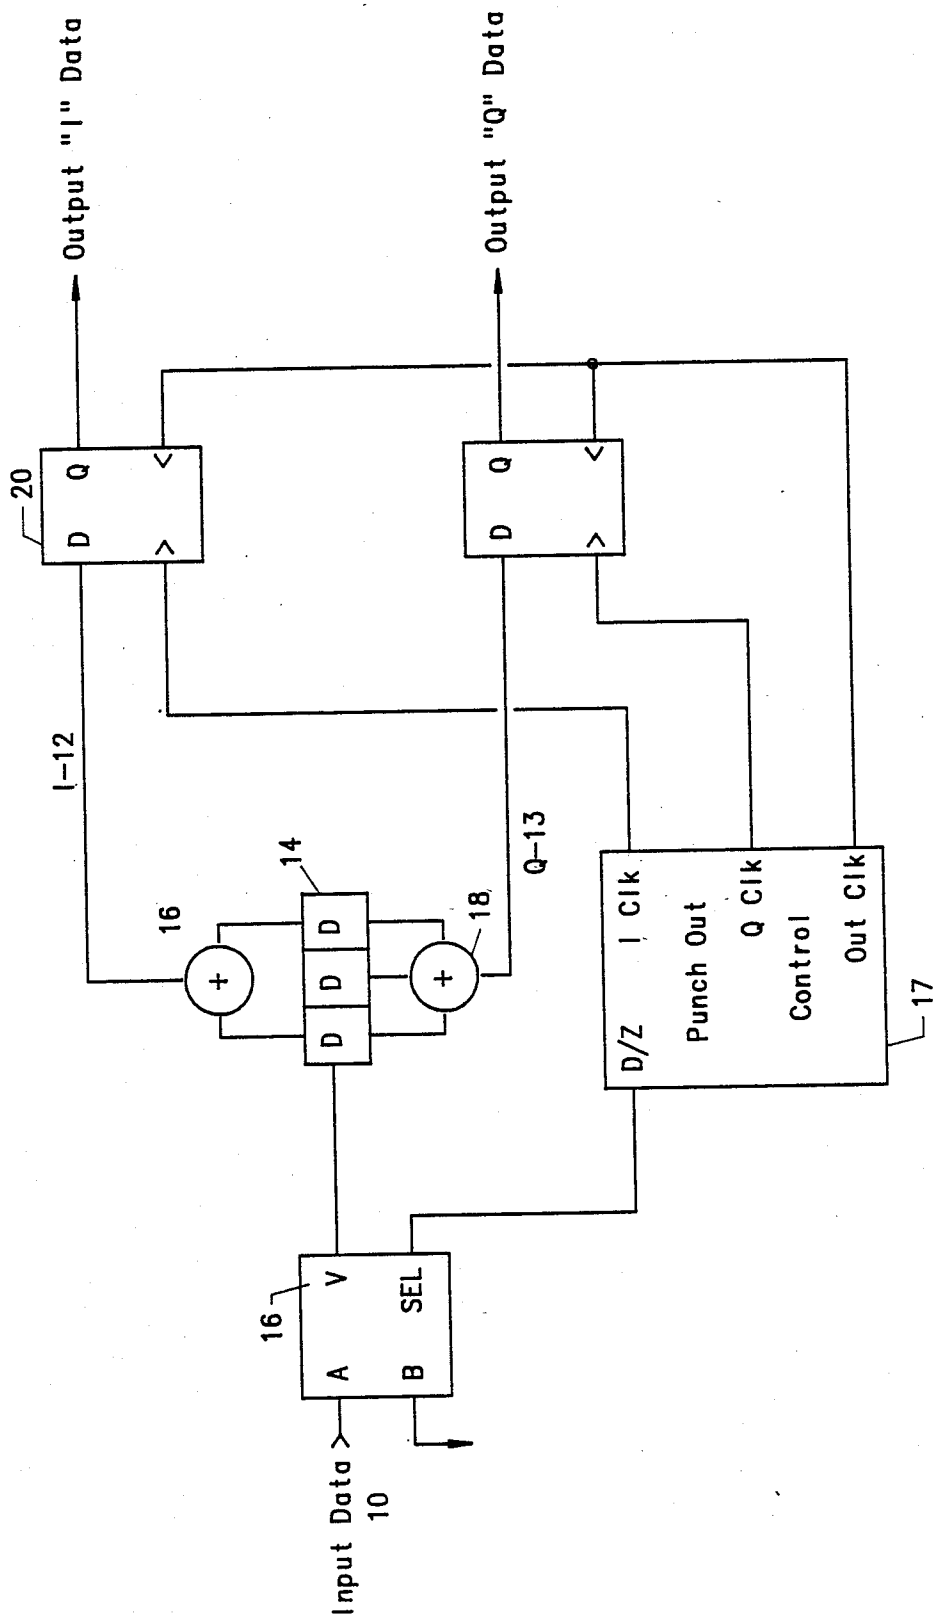 Input Data >
10
A
B
V
SEL
16
D
D
D
14
16
+
+
18
I-12
Q-13
D/Z
I Clk
Punch Out
Q Clk
Control
Out Clk
17
D
Q
20
D
Q
Output "I" Data
Output "Q" Data